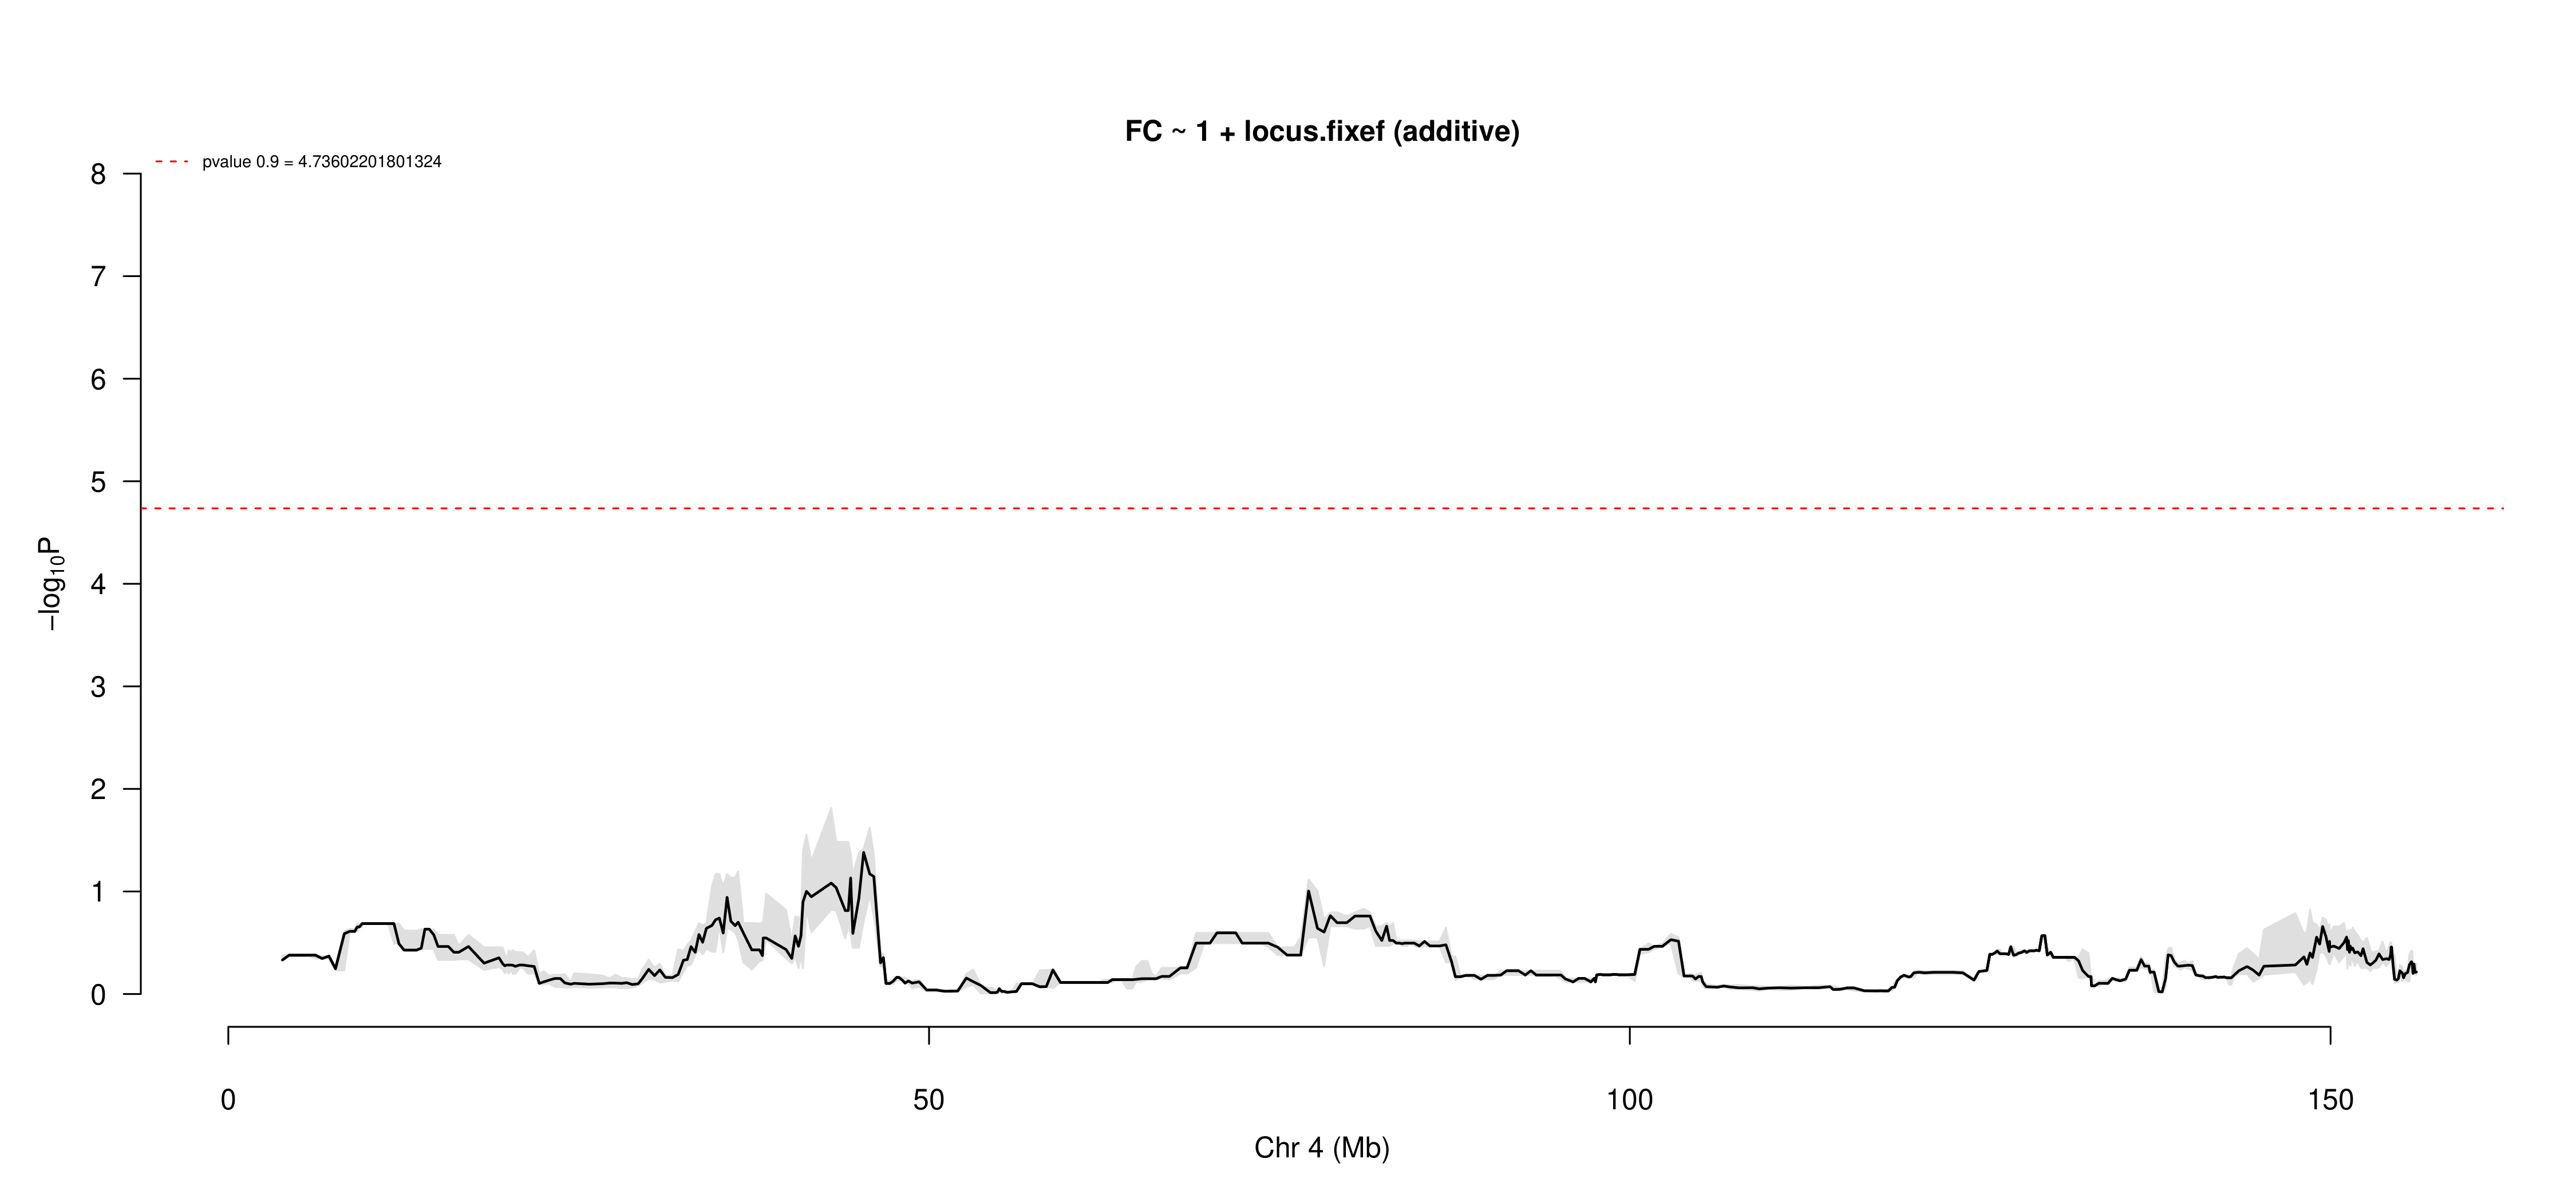 FC ~ 1 + locus.fixef (additive)
pvalue 0.9 = 4.73602201801324
8
7
6
5
4
3
2
1
0
−log10P
0 50 100 150
Chr 4 (Mb)